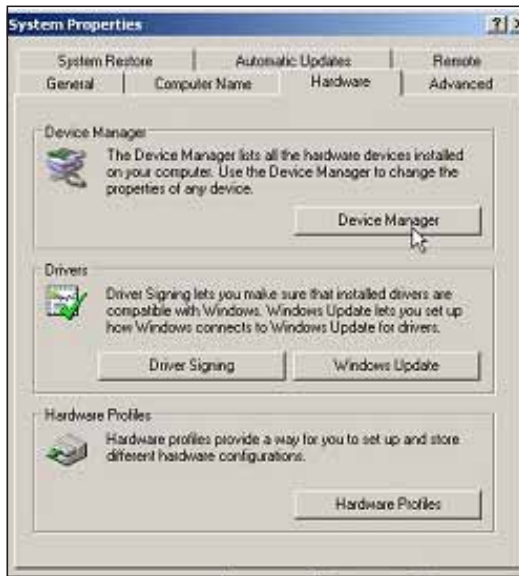 System Properties
System Restore
Automatic Updates
Remote
General
Computer Name
Hardware
Advanced
Device Manager
The Device Manager lists all the hardware devices installed
on your computer. Use the Device Manager to change the
properties of any device.
Device Manager
Drivers
Driver Signing lets you make sure that installed drivers are
compatible with Windows. Windows Update lets you set up
how Windows connects to Windows Update for drivers.
Driver Signing
Windows Update
Hardware Profiles
Hardware profiles provide a way for you to set up and store
different hardware configurations.
Hardware Profiles